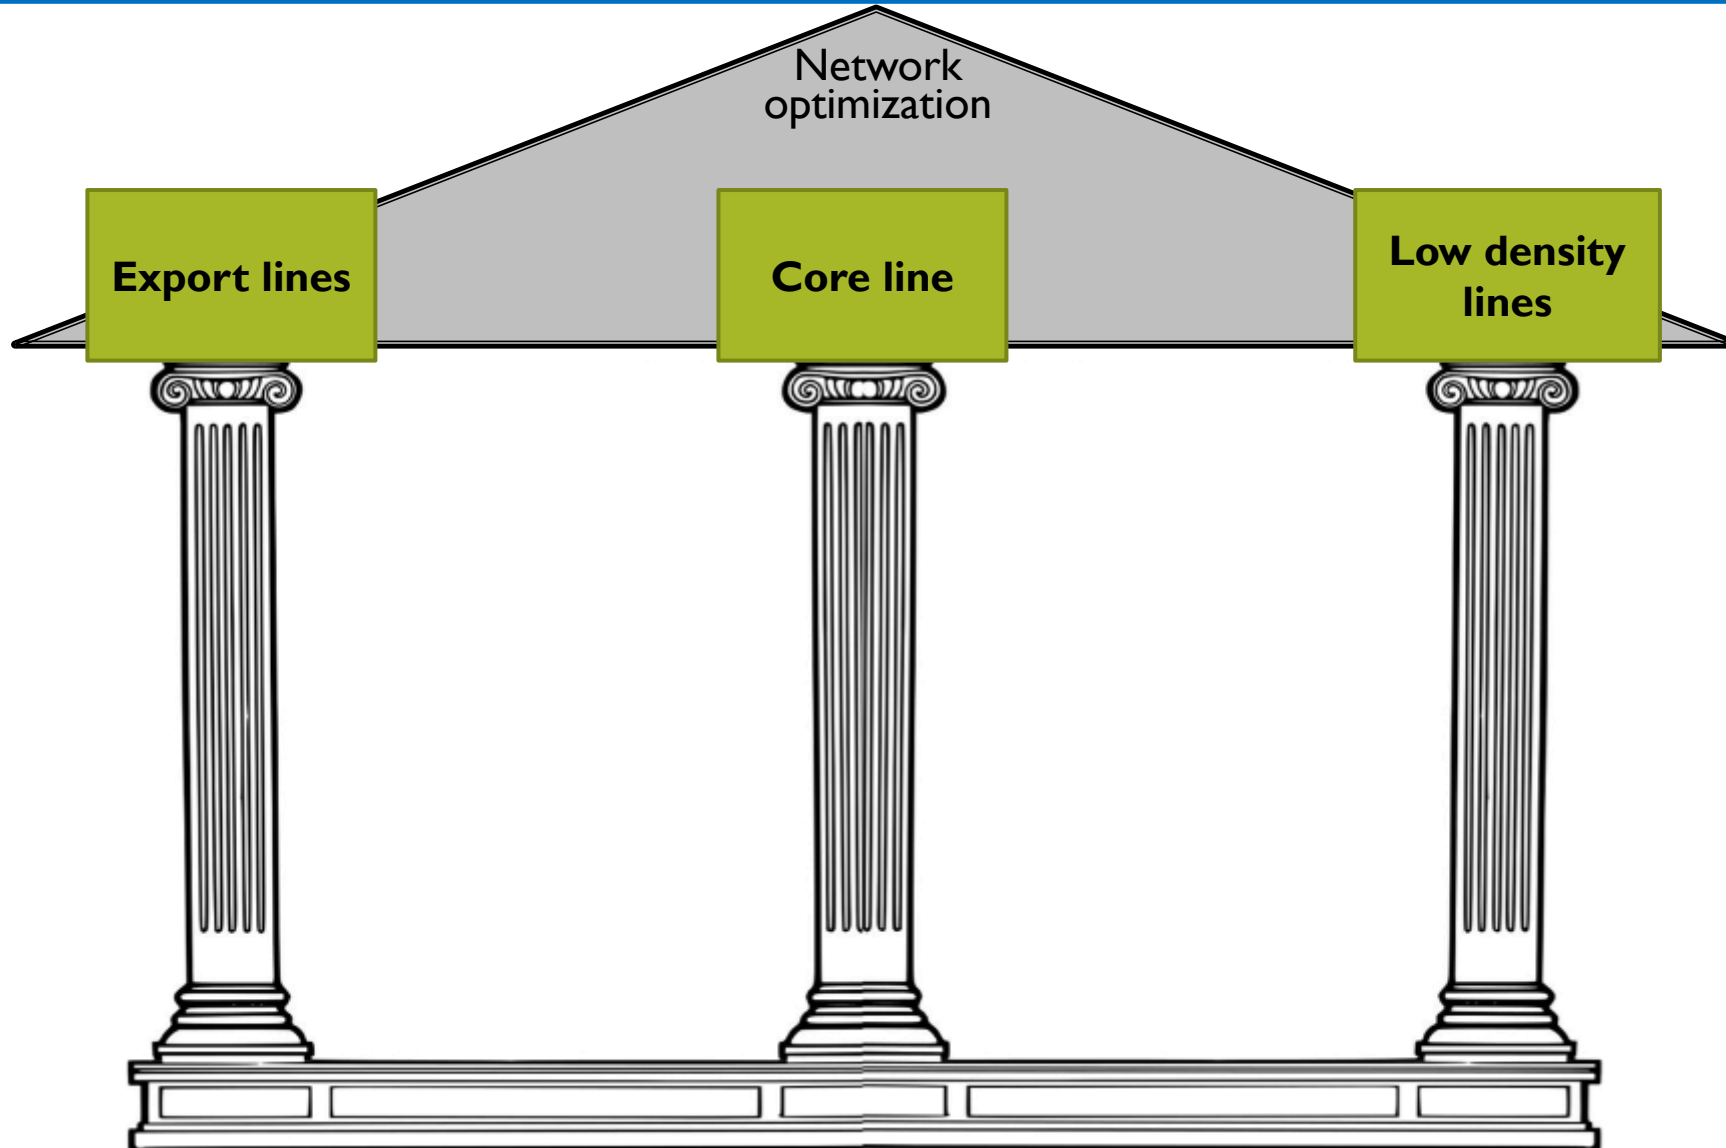 Network
optimization
Export lines
Core line
Low density
lines